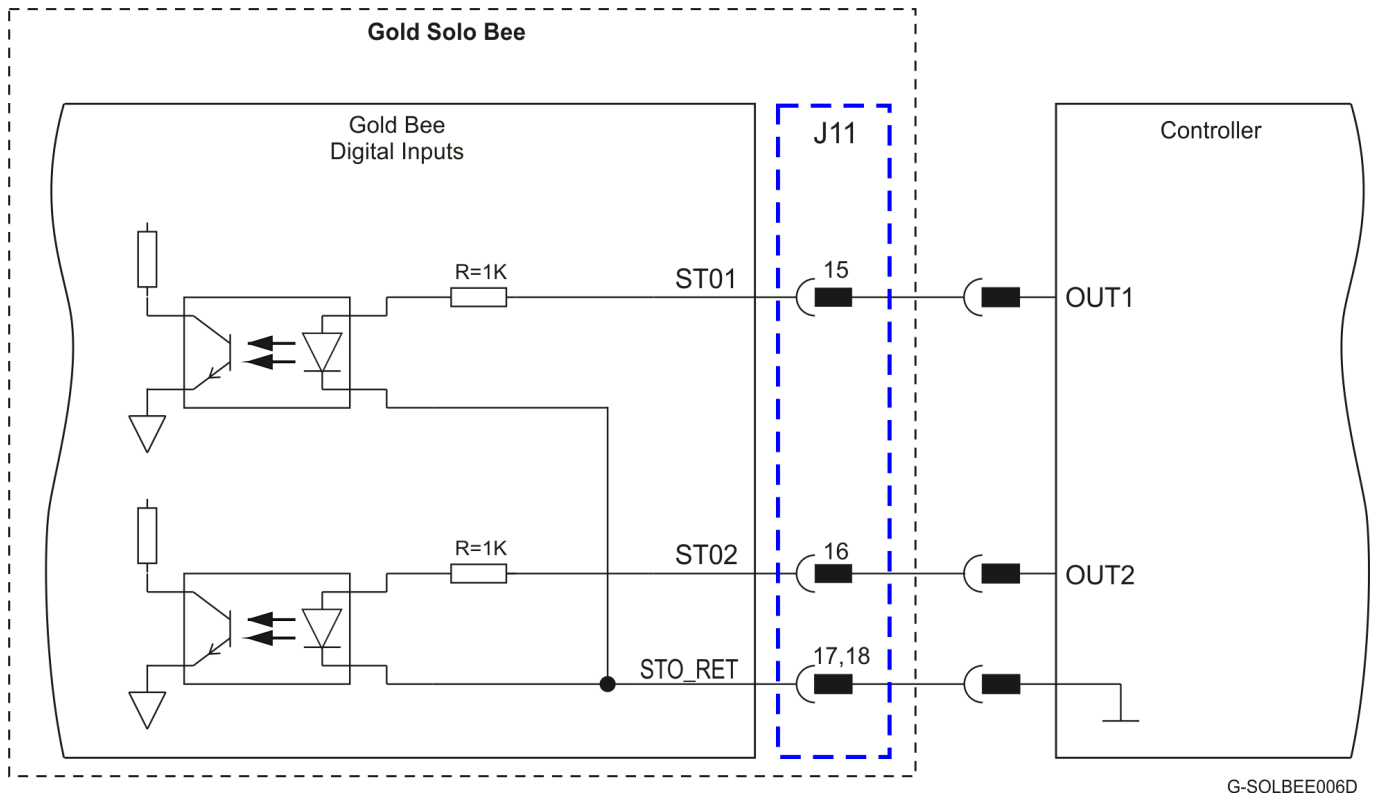 Gold Solo Bee
Gold Bee
Digital Inputs
J11
Controller
R=1K
ST01
15
OUT1
R=1K
ST02
16
OUT2
STO_RET
17,18
G-SOLBEE006D